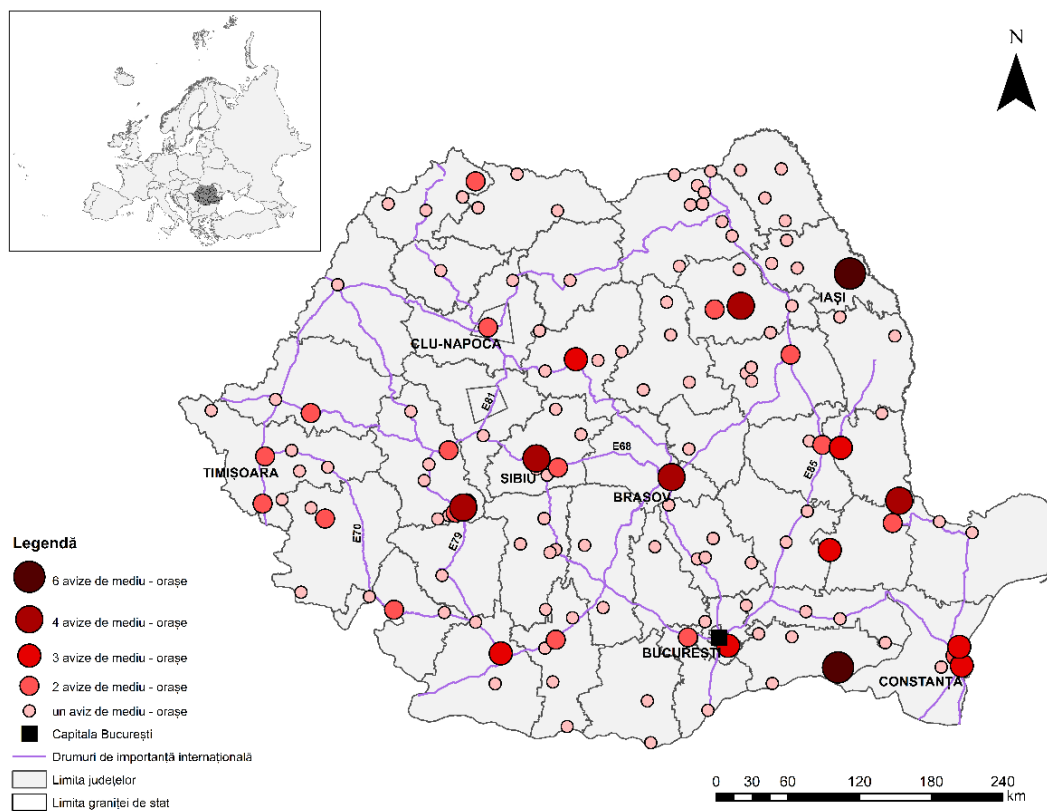 N
IAȘI
CLUJ-NAPOCA
E81
E68
TIMISOARA
SIBIU
BRAȘOV
E85
E70
E79
BUCUREȘTI
CONSTANȚA
Legendă
6 avize de mediu - orașe
4 avize de mediu - orașe
3 avize de mediu - orașe
2 avize de mediu - orașe
un aviz de mediu - orașe
Capitala București
Drumuri de importanță internațională
Limita județelor
Limita graniței de stat
0 30 60 120 180 240
km